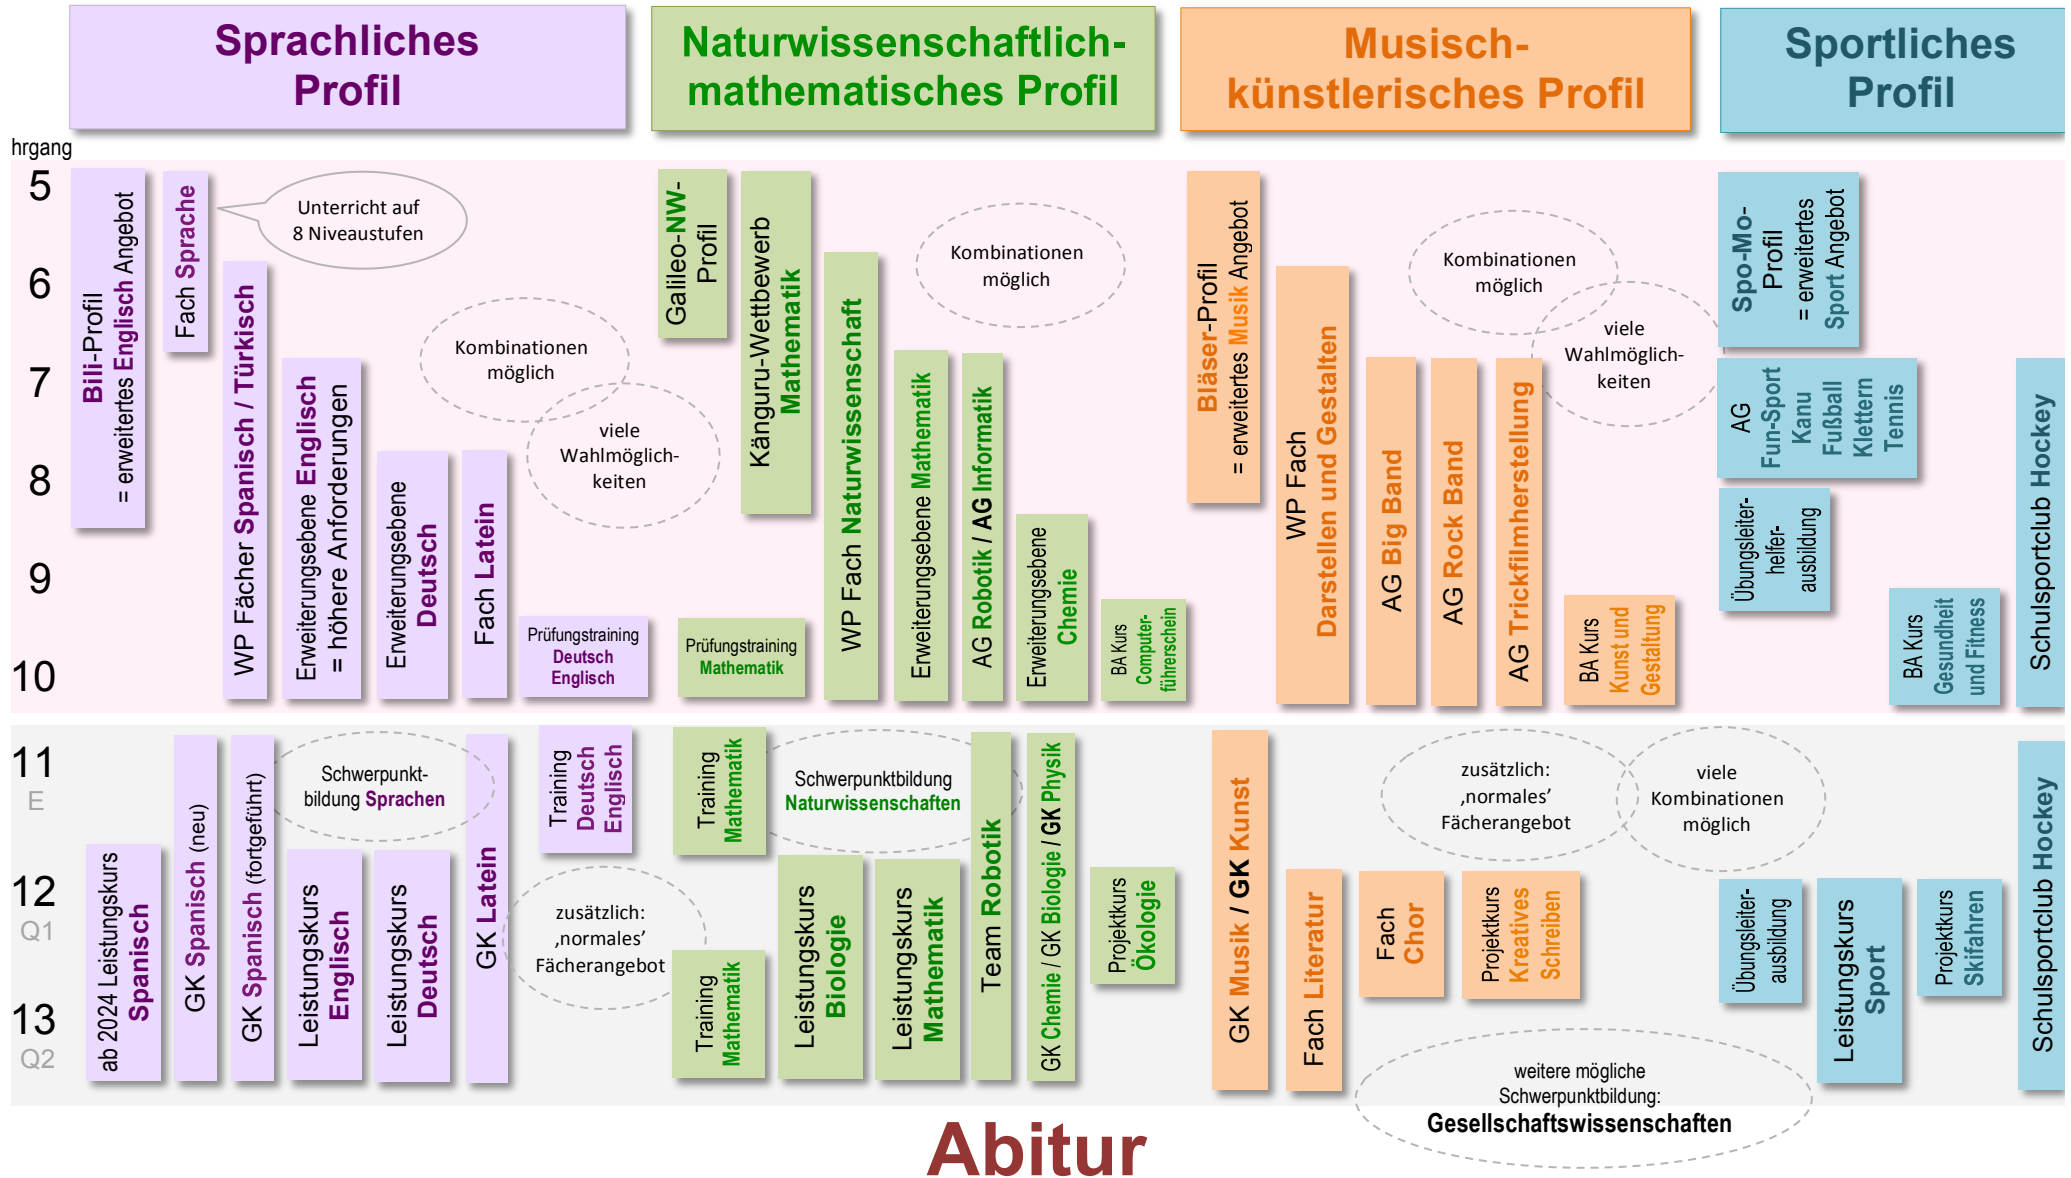 Sprachliches
Profil
Naturwissenschaftlich-
mathematisches Profil
Musisch-
künstlerisches Profil
Sportliches
Profil
hrgang
5
6
7
8
9
10
Bili-Profil
= erweitertes Englisch Angebot
Fach Sprache
Unterricht auf
8 Niveaustufen
WP Fächer Spanisch / Türkisch
Erweiterungsebene Englisch
= höhere Anforderungen
Erweiterungsebene
Deutsch
Fach Latein
Kombinationen
möglich
viele
Wahlmöglich-
keiten
Prüfungstraining
Deutsch
Englisch
Galileo-NW-
Profil
Känguru-Wettbewerb
Mathematik
WP Fach Naturwissenschaft
Erweiterungsebene Mathematik
AG Robotik / AG Informatik
Erweiterungsebene
Chemie
BA Kurs
Computer-
führerschein
Kombinationen
möglich
Prüfungstraining
Mathematik
Bläser-Profil
= erweitertes Musik Angebot
WP Fach
Darstellen und Gestalten
AG Big Band
AG Rock Band
AG Trickfilmherstellung
BA Kurs
Kunst und
Gestaltung
Kombinationen
möglich
viele
Wahlmöglich-
keiten
Spo-Mo-
Profil
= erweitertes
Sport Angebot
AG
Fun-Sport
Kanu
Fußball
Klettern
Tennis
Übungsleiter-
helfer-
ausbildung
BA Kurs
Gesundheit
und Fitness
Schulsportclub Hockey
11
E
12
Q1
13
Q2
ab 2024 Leistungskurs
Spanisch
GK Spanisch (neu)
GK Spanisch (fortgeführt)
Schwerpunkt-
bildung Sprachen
Leistungskurs
Englisch
Leistungskurs
Deutsch
GK Latein
Training
Deutsch
Englisch
zusätzlich:
‚normales’
Fächerangebot
Training
Mathematik
Schwerpunktbildung
Naturwissenschaften
Training
Mathematik
Leistungskurs
Biologie
Leistungskurs
Mathematik
Team Robotik
GK Chemie / GK Biologie / GK Physik
Projektkurs
Ökologie
GK Musik / GK Kunst
Fach Literatur
Fach
Chor
Projektkurs
Kreatives
Schreiben
zusätzlich:
‚normales’
Fächerangebot
viele
Kombinationen
möglich
Übungsleiter-
ausbildung
Leistungskurs
Sport
Projektkurs
Skifahren
Schulsportclub Hockey
weitere mögliche
Schwerpunktbildung:
Gesellschaftswissenschaften
Abitur